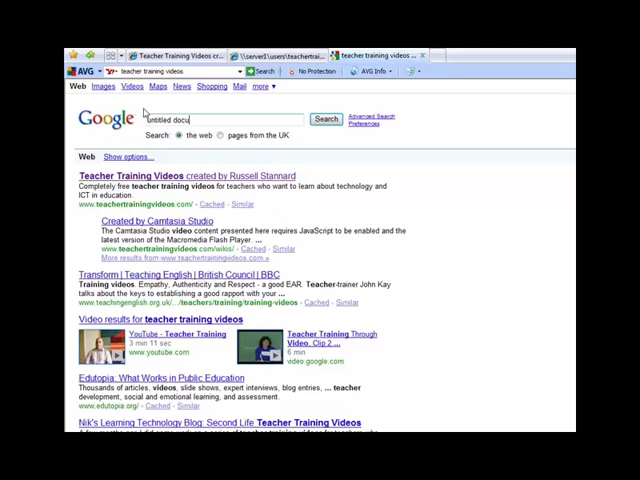 Teacher Training Videos cr...
\\server1\users\teachertrai...
teacher training videos ...
AVG
teacher training videos
Search
No Protection
AVG Info
Web Images Videos Maps News Shopping Mail more ▼
Google
untitled docu
Search
Advanced Search
Preferences
Search: the web pages from the UK
Web Show options...
Teacher Training Videos created by Russell Stannard
Completely free teacher training videos for teachers who want to learn about technology and
ICT in education.
www.teachertrainingvideos.com/ - Cached - Similar
Created by Camtasia Studio
The Camtasia Studio video content presented here requires JavaScript to be enabled and the
latest version of the Macromedia Flash Player. ...
www.teachertrainingvideos.com/wikis/ - Cached - Similar
More results from www.teachertrainingvideos.com »
Transform | Teaching English | British Council | BBC
Training videos. Empathy, Authenticity and Respect - a good EAR. Teacher-trainer John Kay
talks about the keys to establishing a good rapport with your ...
www.teachingenglish.org.uk/.../teachers/training/training-videos - Cached - Similar
Video results for teacher training videos
YouTube - Teacher Training
3 min 11 sec
www.youtube.com
Teacher Training Through
Video, Clip 2 ...
6 min
video.google.com
Edutopia: What Works in Public Education
Thousands of articles, videos, slide shows, expert interviews, blog entries, ... teacher
development, social and emotional learning, and assessment.
www.edutopia.org/ - Cached - Similar
Nik's Learning Technology Blog: Second Life Teacher Training Videos